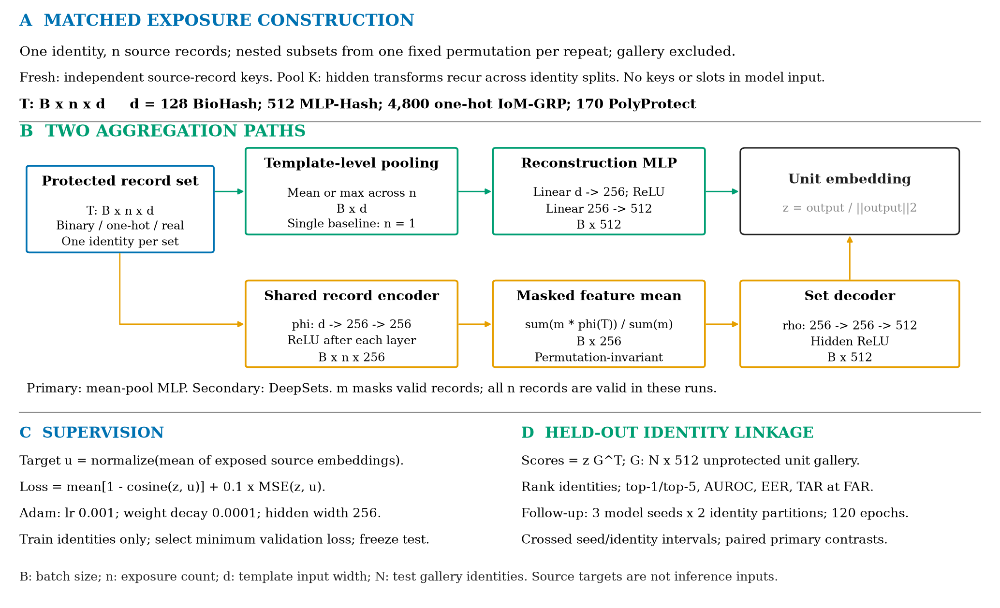 A  MATCHED EXPOSURE CONSTRUCTION
One identity, n source records; nested subsets from one fixed permutation per repeat; gallery excluded.
Fresh: independent source-record keys. Pool K: hidden transforms recur across identity splits. No keys or slots in model input.
T: B x n x d     d = 128 BioHash; 512 MLP-Hash; 4,800 one-hot IoM-GRP; 170 PolyProtect
B  TWO AGGREGATION PATHS
Protected record set
T: B x n x d
Binary / one-hot / real
One identity per set
Template-level pooling
Mean or max across n
B x d
Single baseline: n = 1
Reconstruction MLP
Linear d -> 256; ReLU
Linear 256 -> 512
B x 512
Unit embedding
z = output / ||output||2
Shared record encoder
phi: d -> 256 -> 256
ReLU after each layer
B x n x 256
Masked feature mean
sum(m * phi(T)) / sum(m)
B x 256
Permutation-invariant
Set decoder
rho: 256 -> 256 -> 512
Hidden ReLU
B x 512
Primary: mean-pool MLP. Secondary: DeepSets. m masks valid records; all n records are valid in these runs.
C  SUPERVISION
Target u = normalize(mean of exposed source embeddings).
Loss = mean[1 - cosine(z, u)] + 0.1 x MSE(z, u).
Adam: lr 0.001; weight decay 0.0001; hidden width 256.
Train identities only; select minimum validation loss; freeze test.
D  HELD-OUT IDENTITY LINKAGE
Scores = z G^T; G: N x 512 unprotected unit gallery.
Rank identities; top-1/top-5, AUROC, EER, TAR at FAR.
Follow-up: 3 model seeds x 2 identity partitions; 120 epochs.
Crossed seed/identity intervals; paired primary contrasts.
B: batch size; n: exposure count; d: template input width; N: test gallery identities. Source targets are not inference inputs.